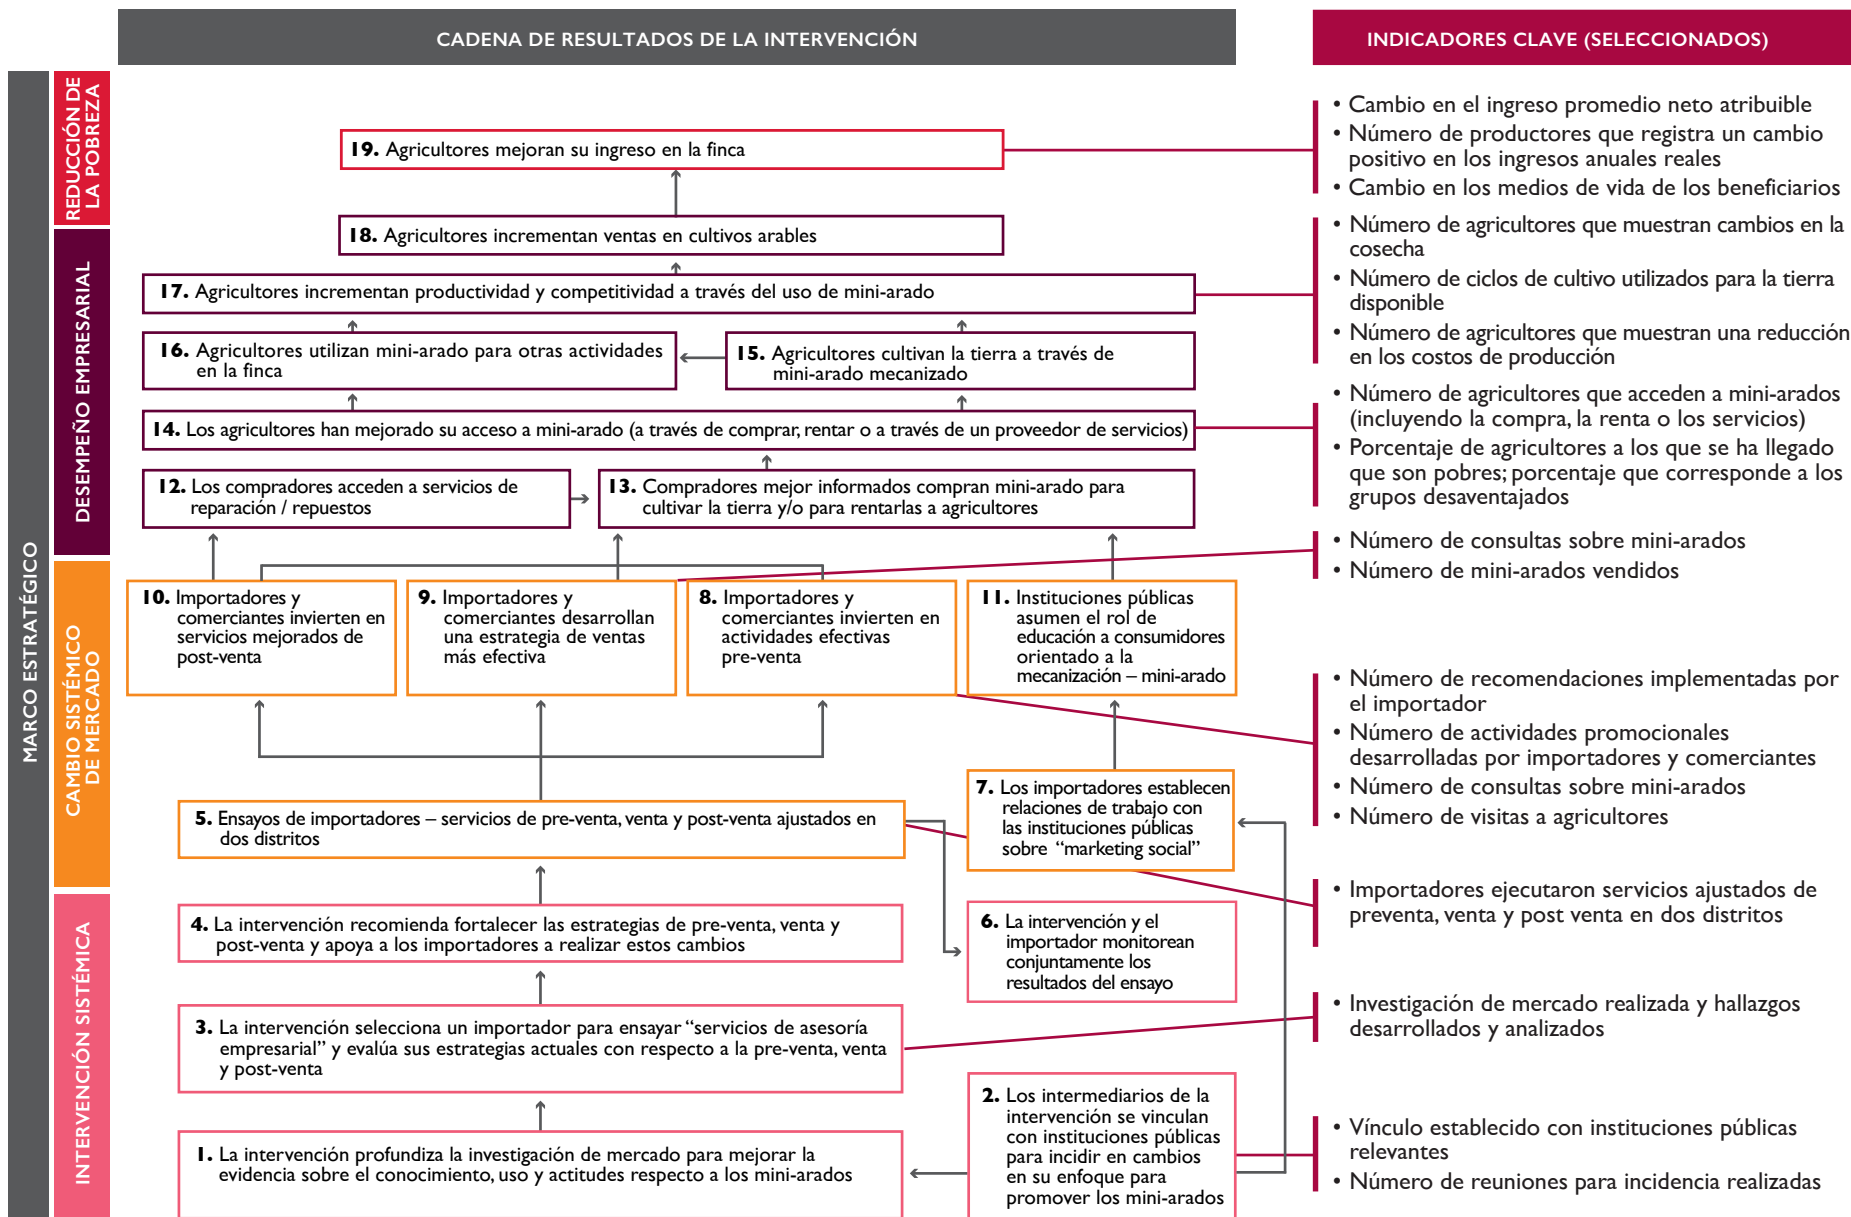 CADENA DE RESULTADOS DE LA INTERVENCIÓN
INDICADORES CLAVE (SELECCIONADOS)
MARCO ESTRATÉGICO
REDUCCIÓN DE
LA POBREZA
19. Agricultores mejoran su ingreso en la finca
• Cambio en el ingreso promedio neto atribuible
• Número de productores que registra un cambio
positivo en los ingresos anuales reales
• Cambio en los medios de vida de los beneficiarios
DESEMPEÑO EMPRESARIAL
18. Agricultores incrementan ventas en cultivos arables
17. Agricultores incrementan productividad y competitividad a través del uso de mini-arado
• Número de agricultores que muestran cambios en la
cosecha
• Número de ciclos de cultivo utilizados para la tierra
disponible
• Número de agricultores que muestran una reducción
en los costos de producción
16. Agricultores utilizan mini-arado para otras actividades
en la finca
15. Agricultores cultivan la tierra a través de
mini-arado mecanizado
14. Los agricultores han mejorado su acceso a mini-arado (a través de comprar, rentar o a través de un proveedor de servicios)
• Número de agricultores que acceden a mini-arados
(incluyendo la compra, la renta o los servicios)
• Porcentaje de agricultores a los que se ha llegado
que son pobres; porcentaje que corresponde a los
grupos desaventajados
12. Los compradores acceden a servicios de
reparación / repuestos
13. Compradores mejor informados compran mini-arado para
cultivar la tierra y/o para rentarlas a agricultores
• Número de consultas sobre mini-arados
• Número de mini-arados vendidos
CAMBIO SISTÉMICO
DE MERCADO
10. Importadores y
comerciantes invierten en
servicios mejorados de
post-venta
9. Importadores y
comerciantes desarrollan
una estrategia de ventas
más efectiva
8. Importadores y
comerciantes invierten en
actividades efectivas
pre-venta
11. Instituciones públicas
asumen el rol de
educación a consumidores
orientado a la
mecanización – mini-arado
• Número de recomendaciones implementadas por
el importador
• Número de actividades promocionales
desarrolladas por importadores y comerciantes
• Número de consultas sobre mini-arados
• Número de visitas a agricultores
5. Ensayos de importadores – servicios de pre-venta, venta y post-venta ajustados en
dos distritos
7. Los importadores establecen
relaciones de trabajo con
las instituciones públicas
sobre “marketing social”
• Importadores ejecutaron servicios ajustados de
preventa, venta y post venta en dos distritos
INTERVENCIÓN SISTÉMICA
4. La intervención recomienda fortalecer las estrategias de pre-venta, venta y
post-venta y apoya a los importadores a realizar estos cambios
6. La intervención y el
importador monitorean
conjuntamente los
resultados del ensayo
3. La intervención selecciona un importador para ensayar “servicios de asesoría
empresarial” y evalúa sus estrategias actuales con respecto a la pre-venta, venta
y post-venta
• Investigación de mercado realizada y hallazgos
desarrollados y analizados
1. La intervención profundiza la investigación de mercado para mejorar la
evidencia sobre el conocimiento, uso y actitudes respecto a los mini-arados
2. Los intermediarios de la
intervención se vinculan
con instituciones públicas
para incidir en cambios
en su enfoque para
promover los mini-arados
• Vínculo establecido con instituciones públicas
relevantes
• Número de reuniones para incidencia realizadas